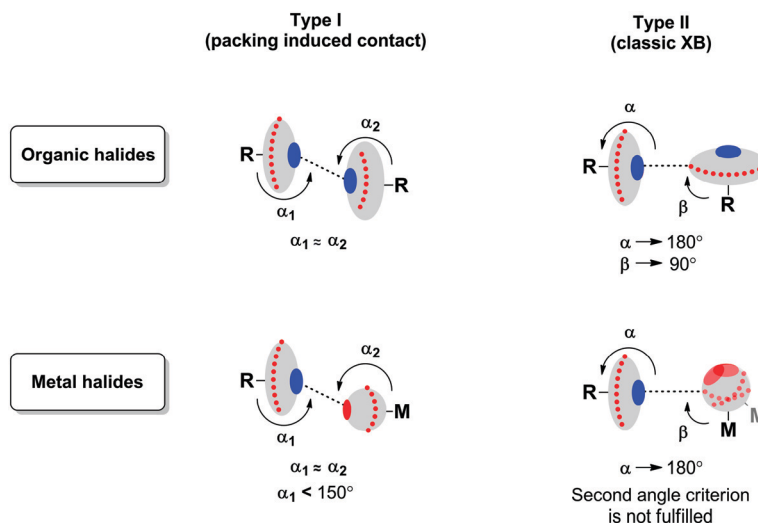 Type I
(packing induced contact)
Type II
(classic XB)
Organic halides
R
α₁
α₂
R
α₁ ≈ α₂
α
R
β
R
α → 180°
β → 90°
Metal halides
R
α₁
α₂
M
α₁ ≈ α₂
α₁ < 150°
α
R
β
M
M
α → 180°
Second angle criterion
is not fulfilled